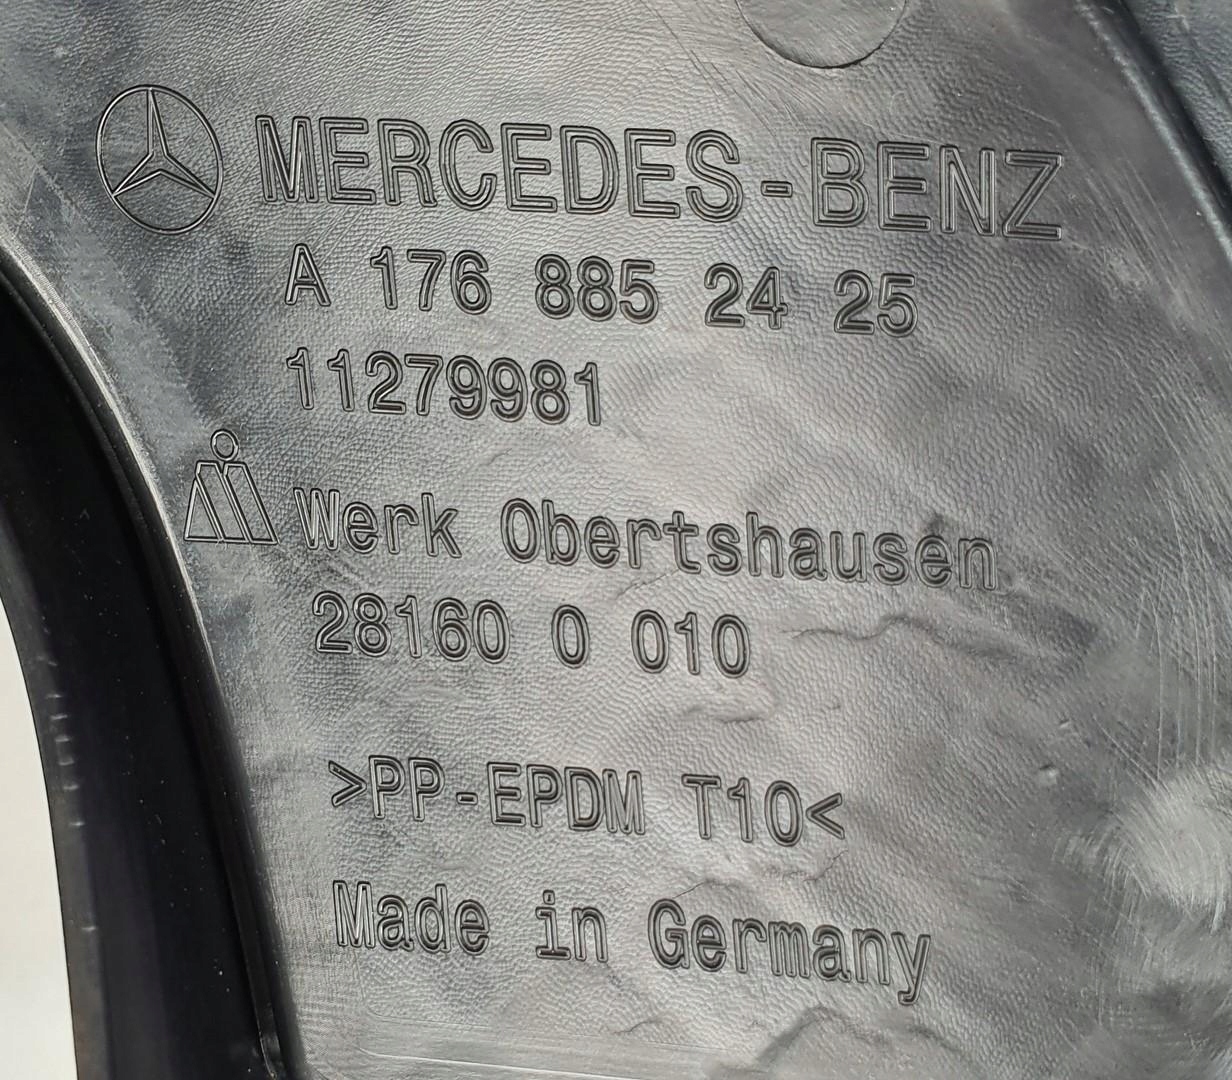 MERCEDES-BENZ
A 176 885 24 25
11279981
Werk Obertshausen
28160 0 010
>PP-EPDM T10<
Made in Germany